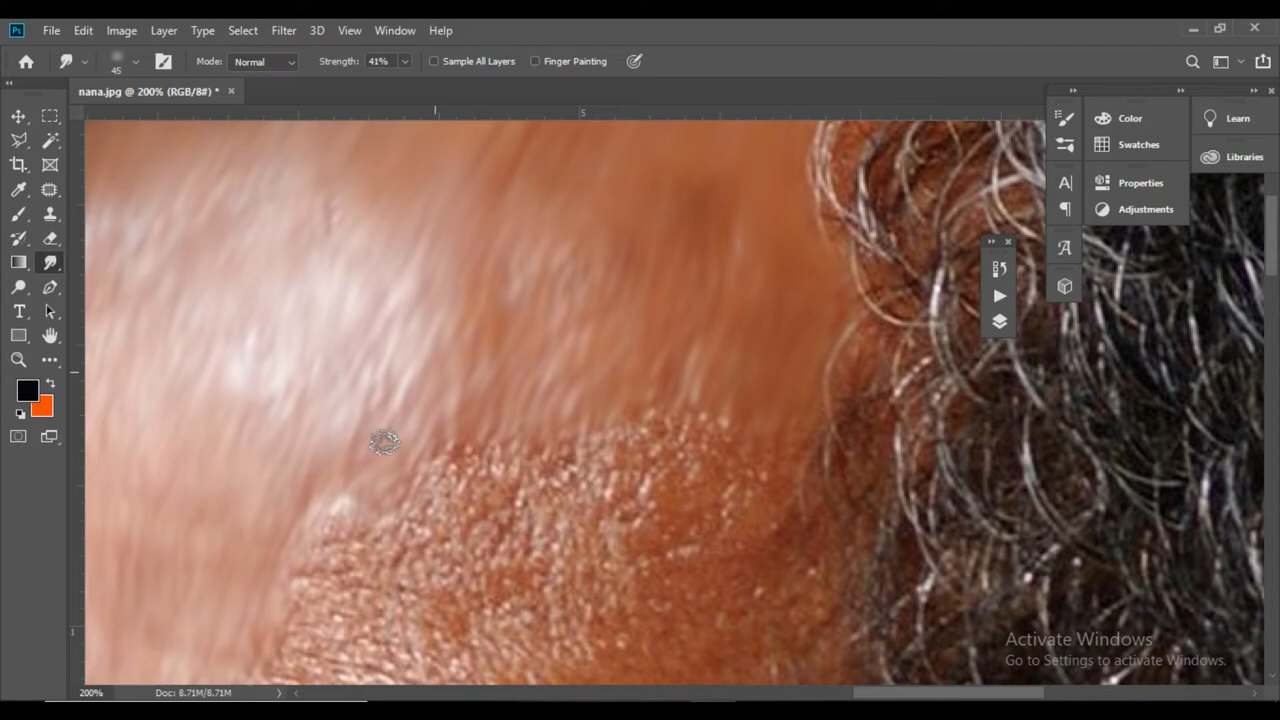 Ps File Edit Image Layer Type Select Filter 3D View Window Help
45 Mode: Normal Strength: 41% Sample All Layers Finger Painting
nana.jpg @ 200% (RGB/8#) *
5
Color
Learn
Swatches
Libraries
Properties
Adjustments
1
Activate Windows
Go to Settings to activate Windows.
200% Doc: 8.71M/8.71M